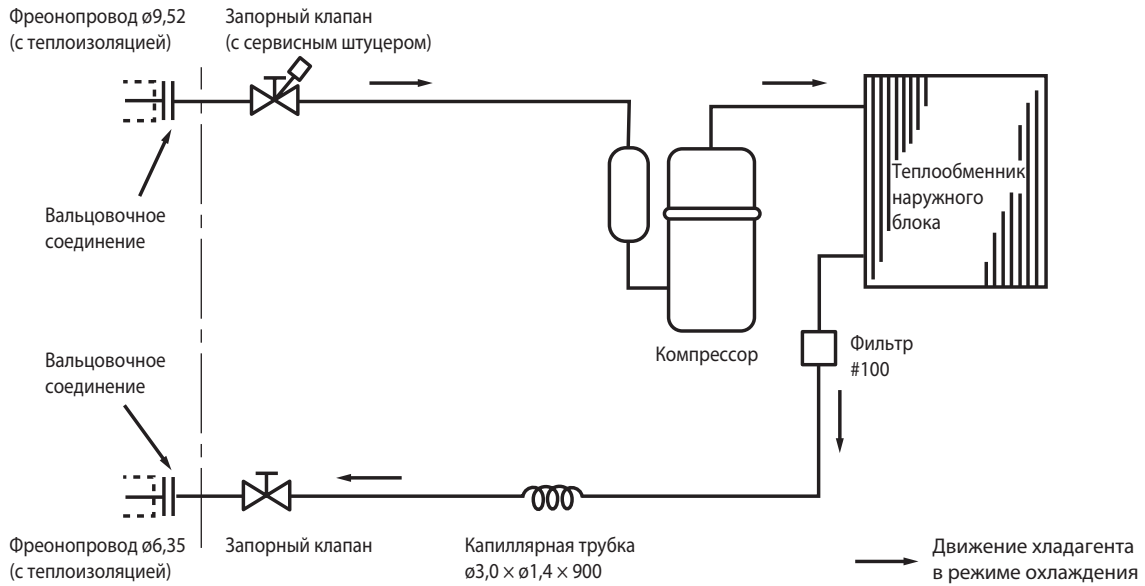 Фреонопровод ø9,52
(с теплоизоляцией)
Запорный клапан
(с сервисным штуцером)
Вальцовочное
соединение
Теплообменник
наружного
блока
Компрессор
Фильтр
#100
Вальцовочное
соединение
Фреонопровод ø6,35
(с теплоизоляцией)
Запорный клапан
Капиллярная трубка
ø3,0 × ø1,4 × 900
Движение хладагента
в режиме охлаждения